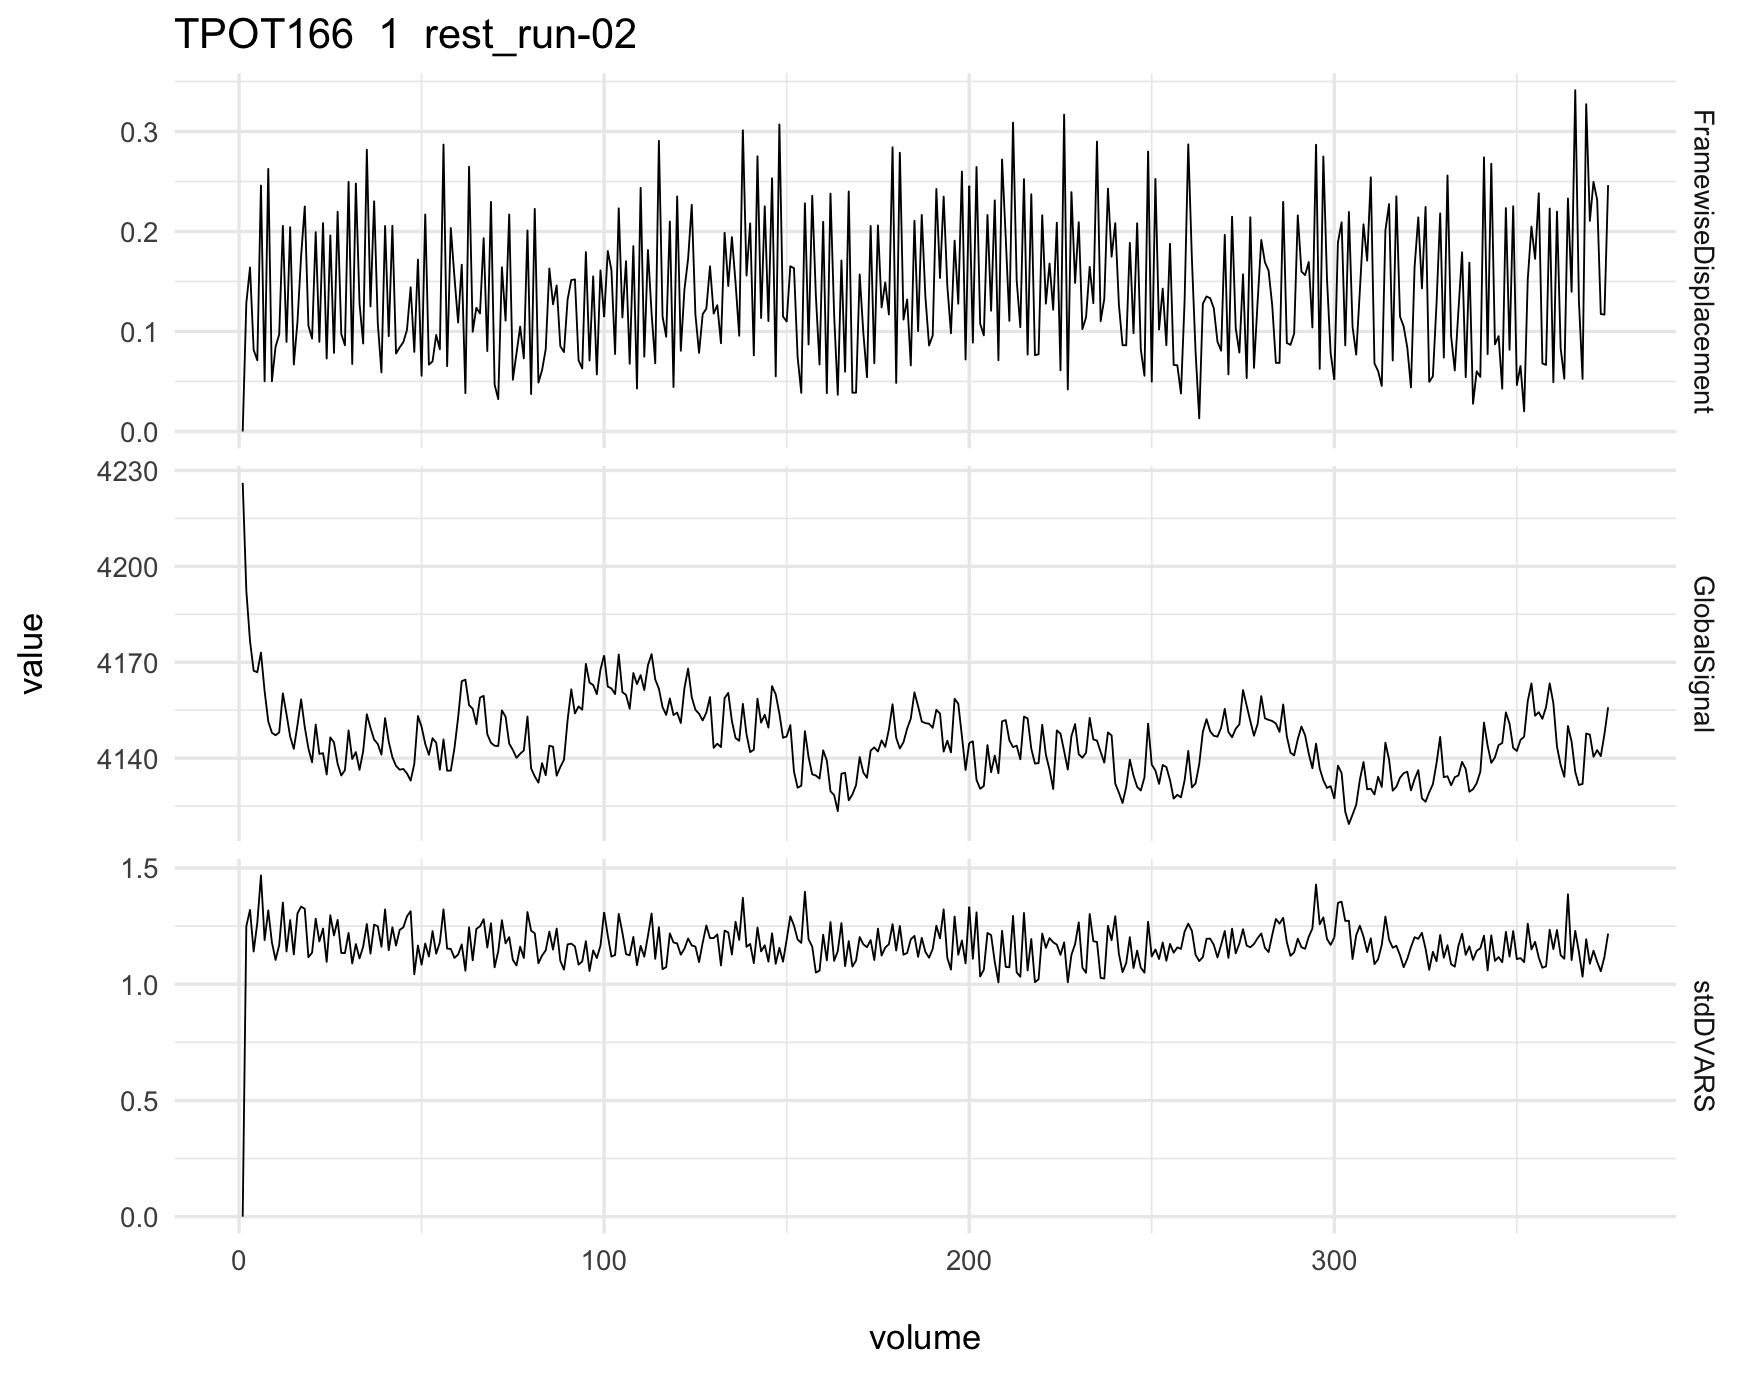 TPOT166 1 rest_run-02
0.3
0.2
0.1
0.0
FramewiseDisplacement
4230
4200
4170
4140
GlobalSignal
value
1.5
1.0
0.5
0.0
stdDVARS
0 100 200 300
volume